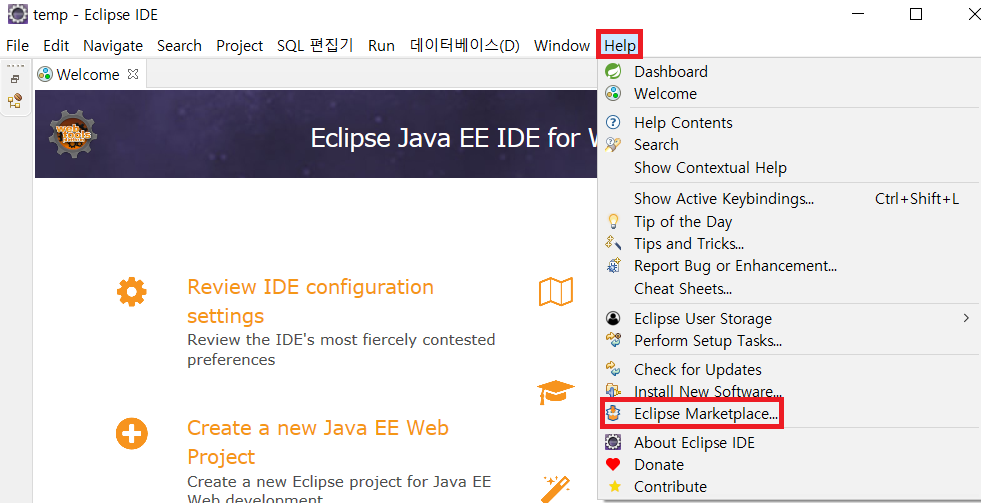 temp - Eclipse IDE
File Edit Navigate Search Project SQL 편집기 Run 데이터베이스(D) Window Help
Welcome
Eclipse Java EE IDE for W
Review IDE configuration
settings
Review the IDE's most fiercely contested
preferences
Create a new Java EE Web
Project
Create a new Eclipse project for Java EE
Web development
Dashboard
Welcome
Help Contents
Search
Show Contextual Help
Show Active Keybindings... Ctrl+Shift+L
Tip of the Day
Tips and Tricks...
Report Bug or Enhancement...
Cheat Sheets...
Eclipse User Storage
Perform Setup Tasks...
Check for Updates
Install New Software...
Eclipse Marketplace...
About Eclipse IDE
Donate
Contribute